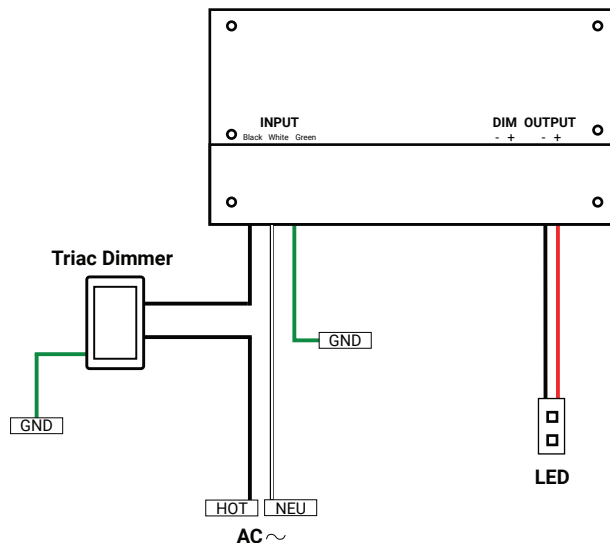 INPUT
Black White Green
DIM OUTPUT
- + - +
Triac Dimmer
GND
GND
LED
HOT NEU
AC ~